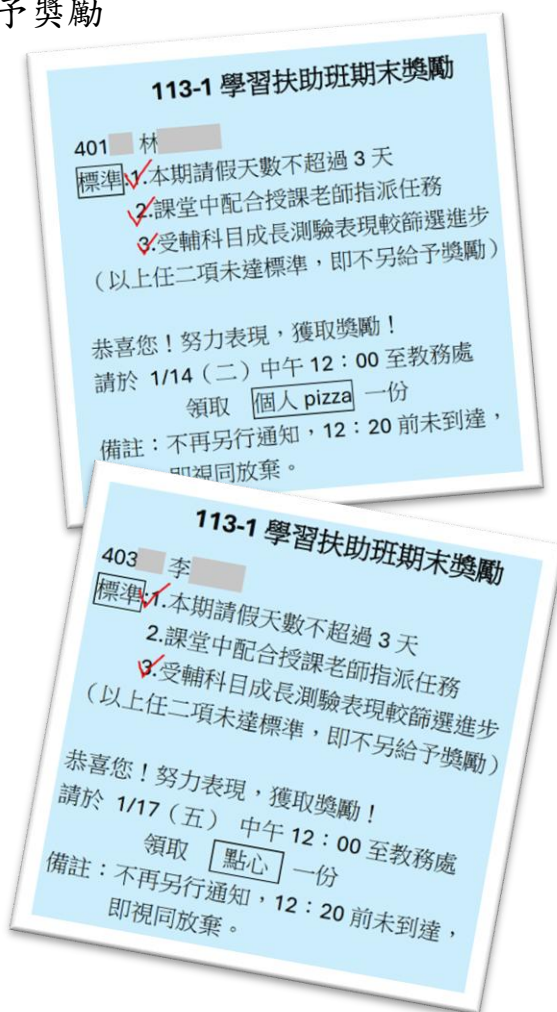 予獎勵
113-1 學習扶助班期末獎勵
401 林
標準:1.本期請假天數不超過 3 天
2.課堂中配合授課老師指派任務
3.受輔科目成長測驗表現較篩選進步
（以上任二項未達標準，即不另給予獎勵）
恭喜您！努力表現，獲取獎勵！
請於 1/14（二）中午 12：00 至教務處
領取 個人 pizza 一份
備註：不再另行通知，12：20 前未到達，
即視同放棄。
113-1 學習扶助班期末獎勵
403 李
標準:1.本期請假天數不超過 3 天
2.課堂中配合授課老師指派任務
3.受輔科目成長測驗表現較篩選進步
（以上任二項未達標準，即不另給予獎勵）
恭喜您！努力表現，獲取獎勵！
請於 1/17（五） 中午 12：00 至教務處
領取 點心 一份
備註：不再另行通知，12：20 前未到達，
即視同放棄。